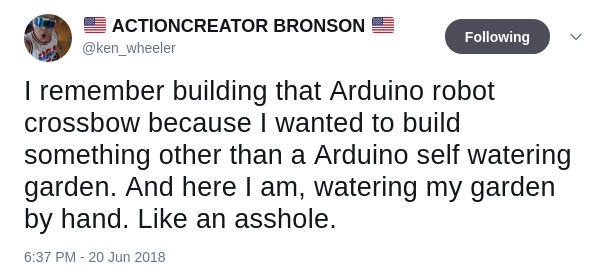 🇺🇸 ACTIONCREATOR BRONSON 🇺🇸
@ken_wheeler
Following
I remember building that Arduino robot
crossbow because I wanted to build
something other than a Arduino self watering
garden. And here I am, watering my garden
by hand. Like an asshole.
6:37 PM - 20 Jun 2018